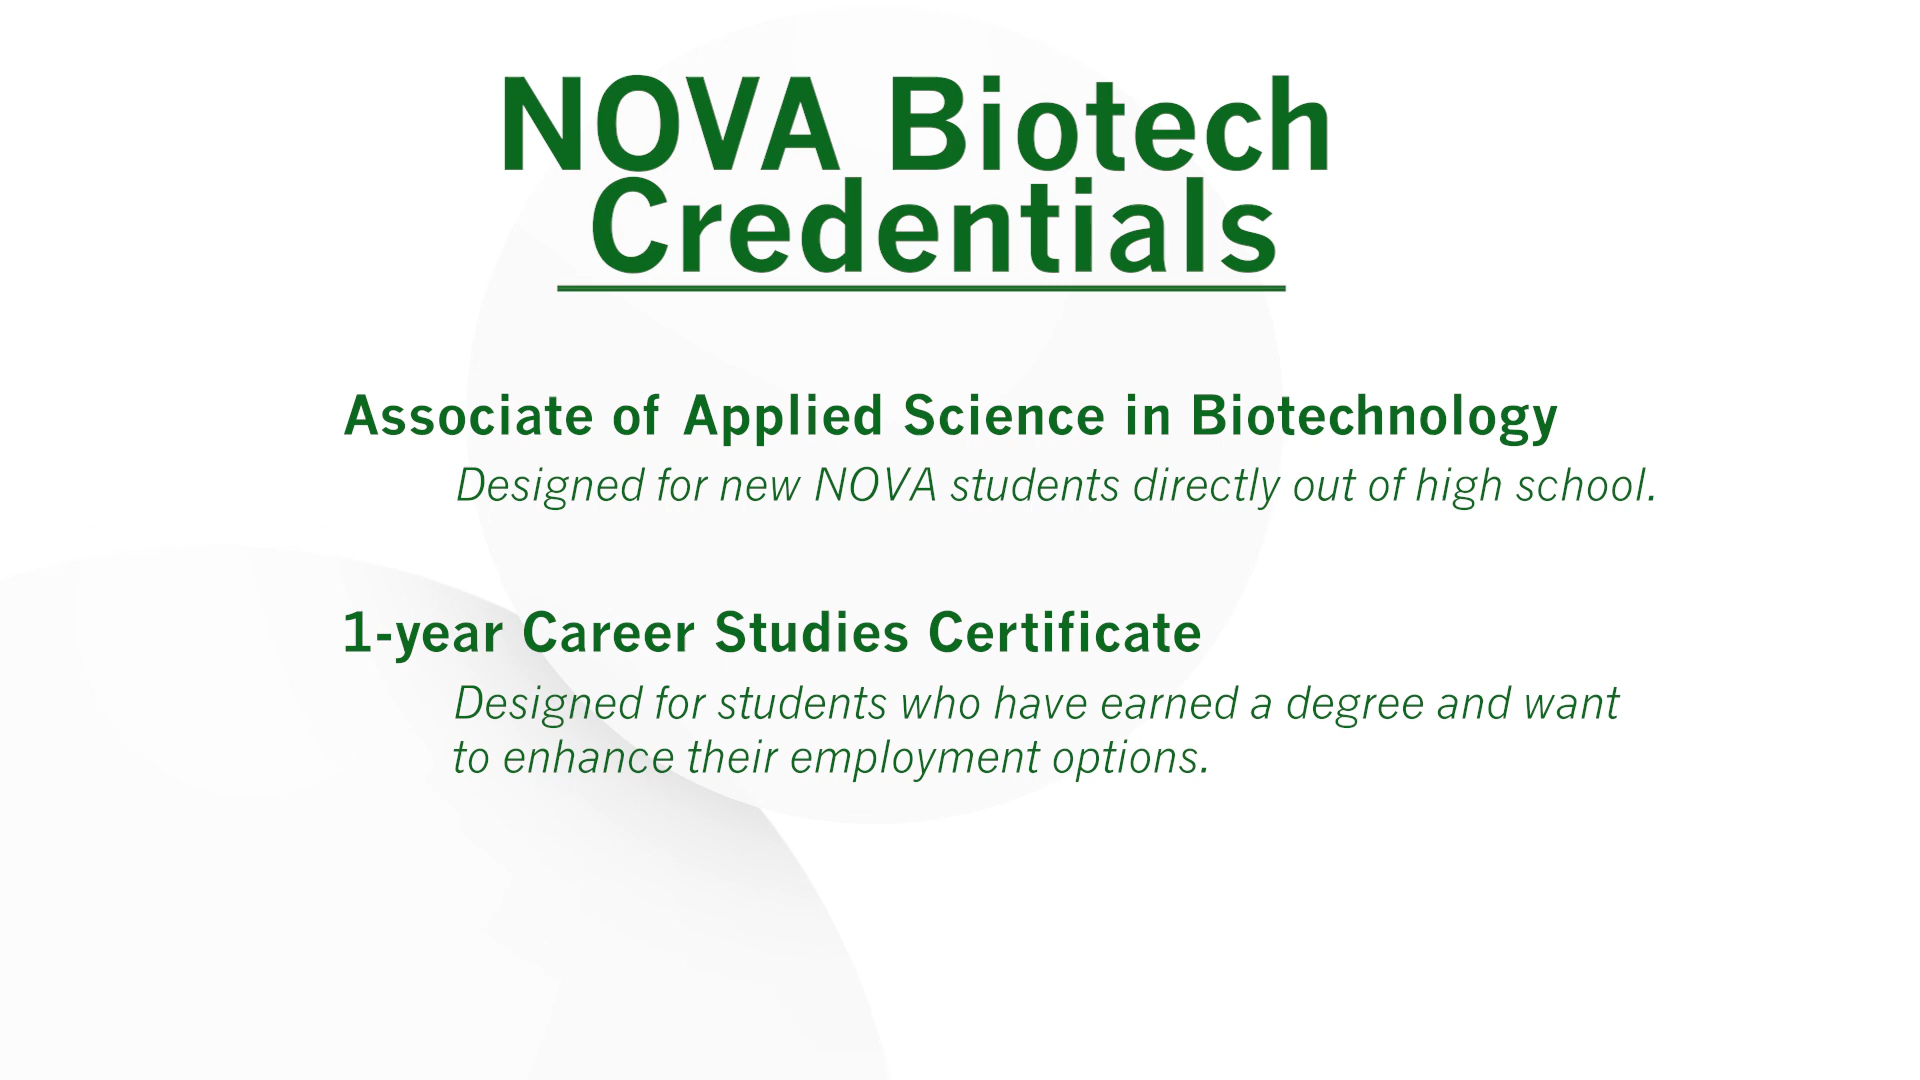 NOVA Biotech
Credentials
Associate of Applied Science in Biotechnology
Designed for new NOVA students directly out of high school.
1-year Career Studies Certificate
Designed for students who have earned a degree and want
to enhance their employment options.